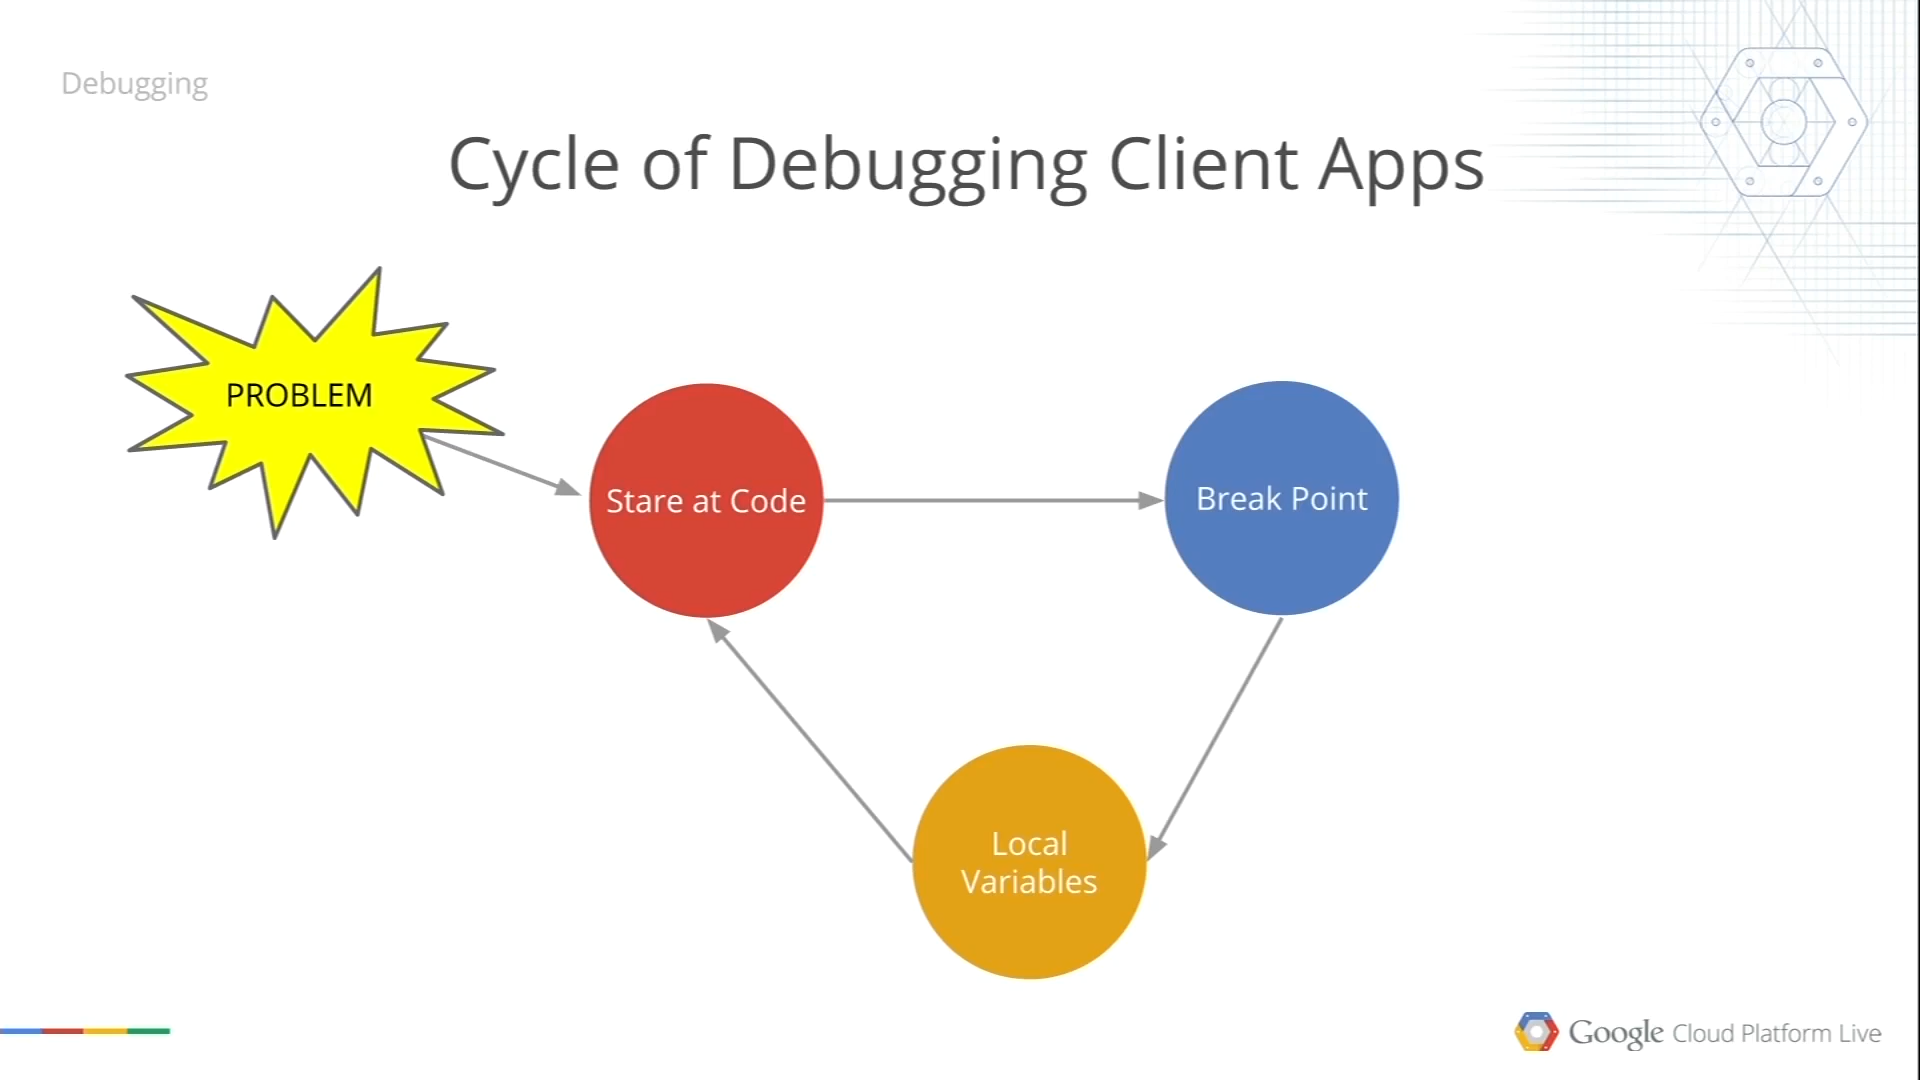 Debugging
Cycle of Debugging Client Apps
PROBLEM
Stare at Code
Break Point
Local
Variables
Google Cloud Platform Live